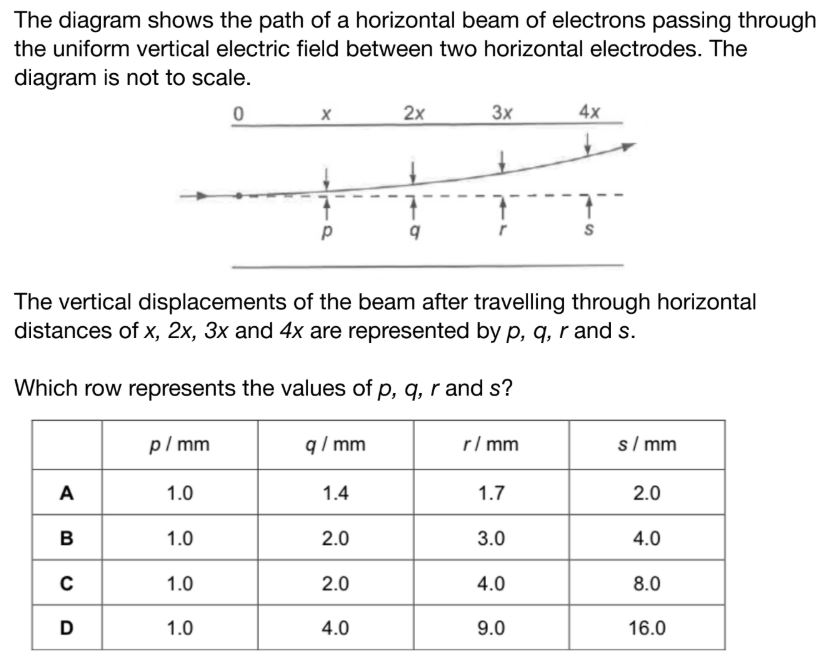 The diagram shows the path of a horizontal beam of electrons passing through
the uniform vertical electric field between two horizontal electrodes. The
diagram is not to scale.
0 x 2x 3x 4x
p q r s
The vertical displacements of the beam after travelling through horizontal
distances of x, 2x, 3x and 4x are represented by p, q, r and s.
Which row represents the values of p, q, r and s?
p / mm q / mm r / mm s / mm
A 1.0 1.4 1.7 2.0
B 1.0 2.0 3.0 4.0
C 1.0 2.0 4.0 8.0
D 1.0 4.0 9.0 16.0